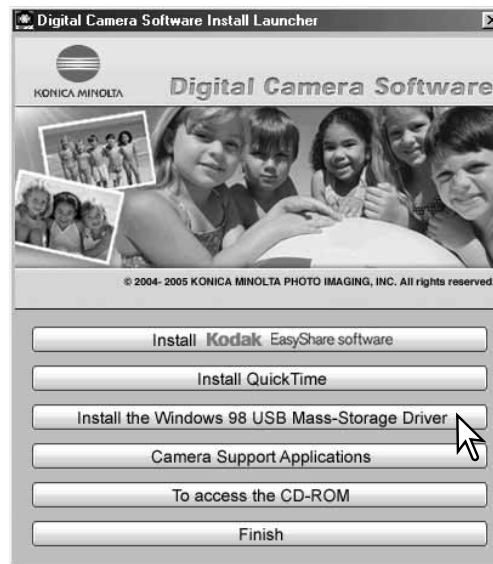 Digital Camera Software Install Launcher
KONICA MINOLTA
Digital Camera Software
© 2004- 2005 KONICA MINOLTA PHOTO IMAGING, INC. All rights reserved.
Install Kodak EasyShare software
Install QuickTime
Install the Windows 98 USB Mass-Storage Driver
Camera Support Applications
To access the CD-ROM
Finish